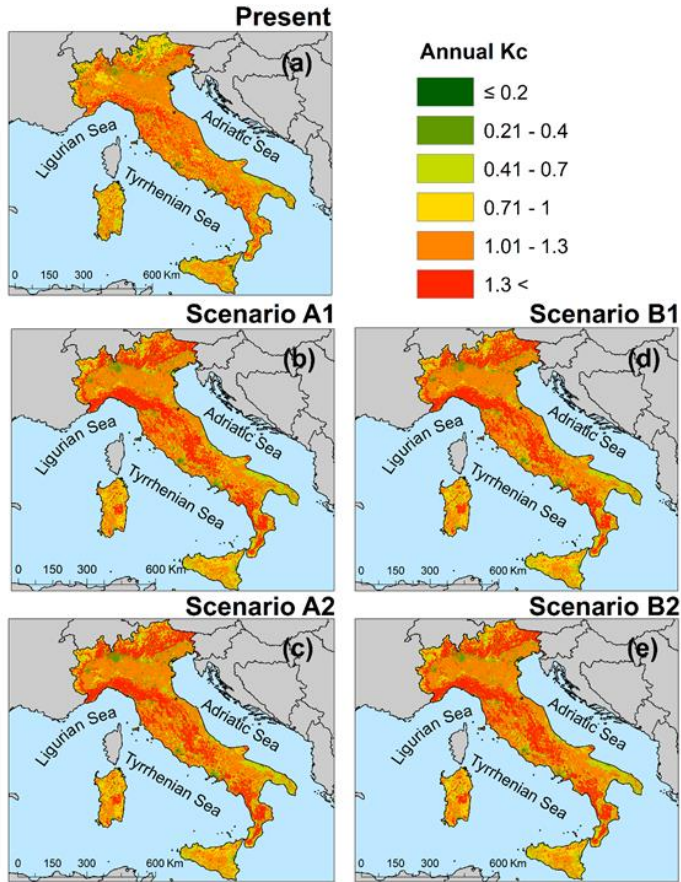 Present
(a)
Ligurian Sea
Adriatic Sea
Tyrrhenian Sea
0 150 300 600 Km
Annual Kc
≤ 0.2
0.21 - 0.4
0.41 - 0.7
0.71 - 1
1.01 - 1.3
1.3 <
Scenario A1
(b)
Ligurian Sea
Adriatic Sea
Tyrrhenian Sea
0 150 300 600 Km
Scenario B1
(d)
Ligurian Sea
Adriatic Sea
Tyrrhenian Sea
0 150 300 600 Km
Scenario A2
(c)
Ligurian Sea
Adriatic Sea
Tyrrhenian Sea
0 150 300 600 Km
Scenario B2
(e)
Ligurian Sea
Adriatic Sea
Tyrrhenian Sea
0 150 300 600 Km